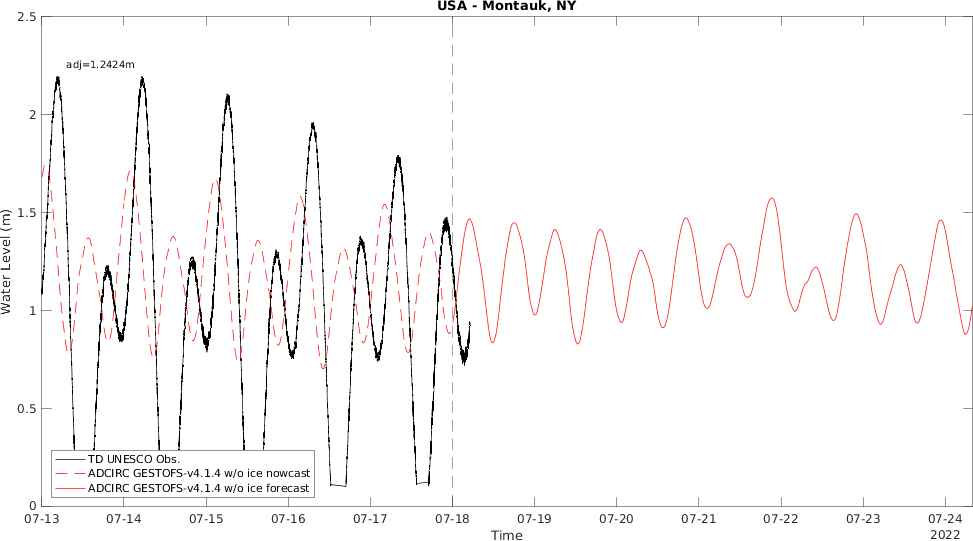 USA - Montauk, NY
adj=1.2424m
Water Level (m)
2.5
2
1.5
1
0.5
0
TD UNESCO Obs.
ADCIRC GESTOFS-v4.1.4 w/o ice nowcast
ADCIRC GESTOFS-v4.1.4 w/o ice forecast
07-13 07-14 07-15 07-16 07-17 07-18 07-19 07-20 07-21 07-22 07-23 07-24
Time
2022